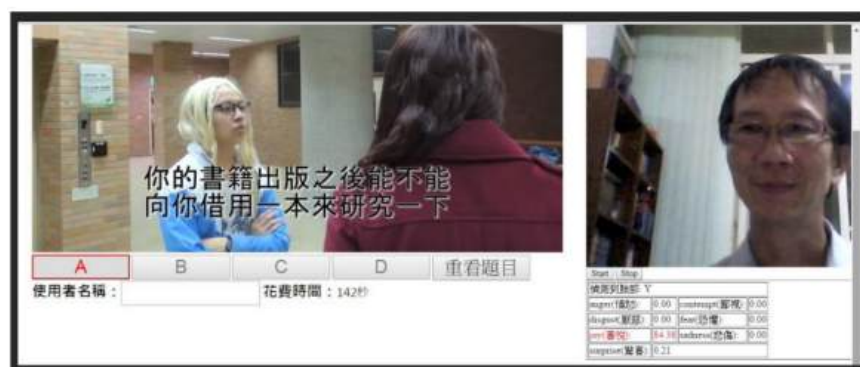 你的書籍出版之後能不能
向你借用一本來研究一下
A B C D 重看題目
使用者名稱： 花費時間：142秒
Start Stop
偵測到臉部: Y
anger(憤怒): 0.00 contempt(鄙視): 0.00
disgust(厭惡): 0.00 fear(恐懼): 0.00
joy(喜悅): 84.38 sadness(悲傷): 0.00
surprise(驚喜): 0.21